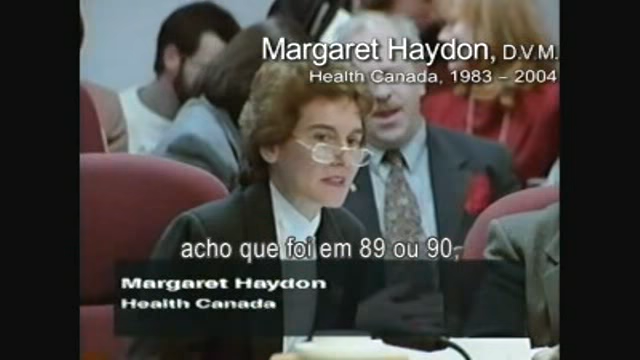 Margaret Haydon, D.V.M.
Health Canada, 1983 – 2004
acho que foi em 89 ou 90,
Margaret Haydon
Health Canada